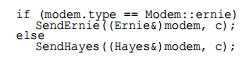 if (modem.type == Modem::ernie)
SendErnie((Ernie&)modem, c);
else
SendHayes((Hayes&)modem, c);